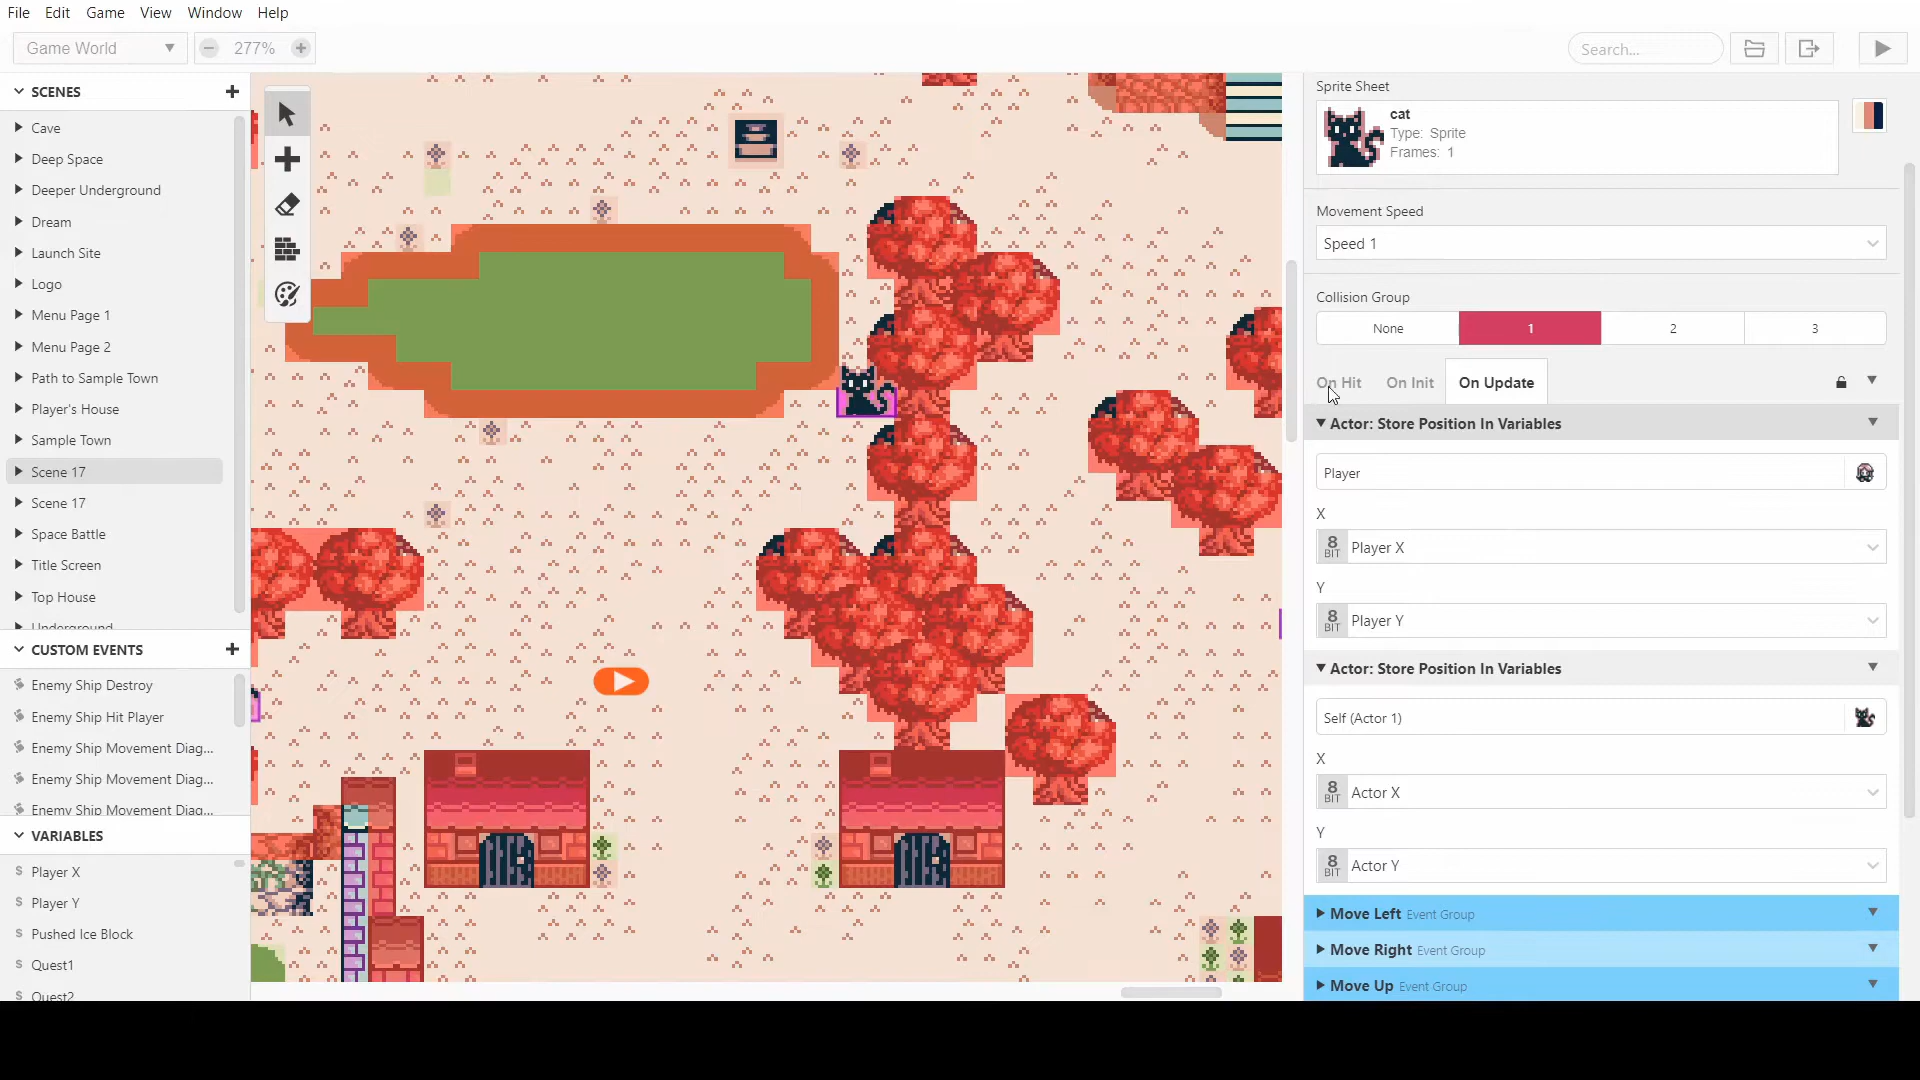 File Edit Game View Window Help
Game World
277%
Search...
SCENES
Cave
Deep Space
Deeper Underground
Dream
Launch Site
Logo
Menu Page 1
Menu Page 2
Path to Sample Town
Player's House
Sample Town
Scene 17
Scene 17
Space Battle
Title Screen
Top House
Underground
CUSTOM EVENTS
Enemy Ship Destroy
Enemy Ship Hit Player
Enemy Ship Movement Diag...
Enemy Ship Movement Diag...
Enemy Ship Movement Diag...
VARIABLES
$ Player X
$ Player Y
$ Pushed Ice Block
$ Quest1
$ Quest2
Sprite Sheet
cat
Type: Sprite
Frames: 1
Movement Speed
Speed 1
Collision Group
None 1 2 3
On Hit On Init On Update
Actor: Store Position In Variables
Player
X
8 BIT Player X
Y
8 BIT Player Y
Actor: Store Position In Variables
Self (Actor 1)
X
8 BIT Actor X
Y
8 BIT Actor Y
Move Left Event Group
Move Right Event Group
Move Up Event Group